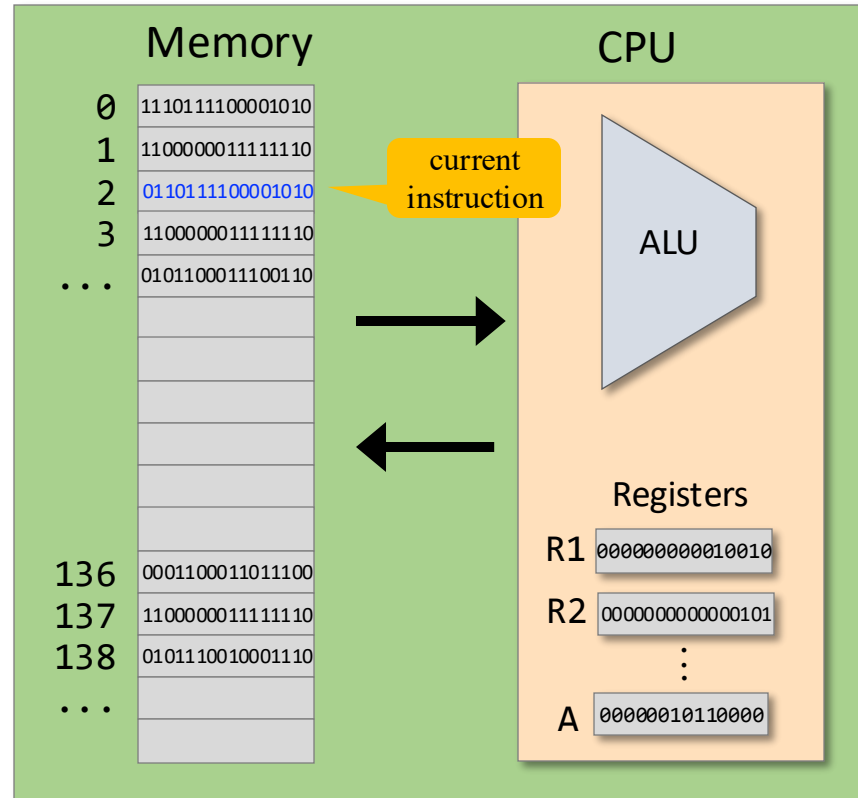 Memory
CPU
0 1110111100001010
1 1100000011111110
2 0110111100001010
3 1100000011111110
... 0101100011100110
current
instruction
ALU
136 0001100011011100
137 1100000011111110
138 0101110010001110
...
Registers
R1 0000000000010010
R2 0000000000000101
⋮
A 00000010110000